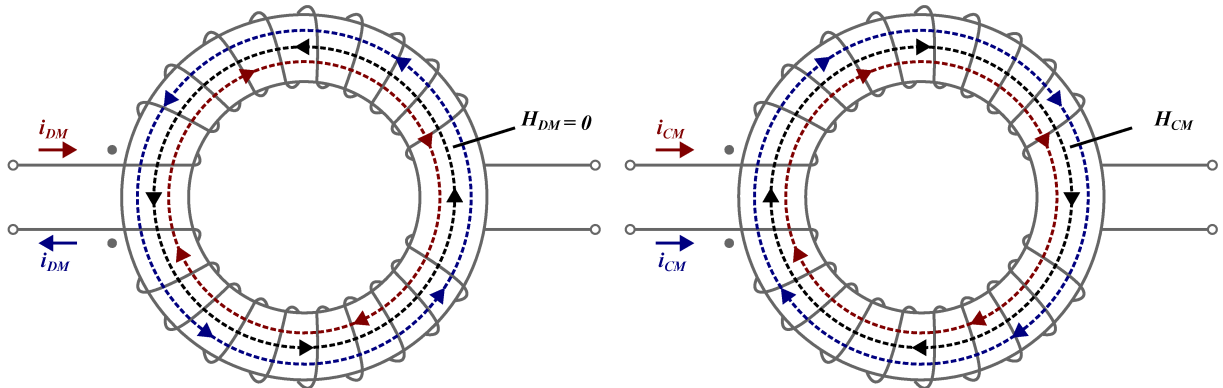 i_DM
H_DM = 0
i_DM
i_CM
H_CM
i_CM